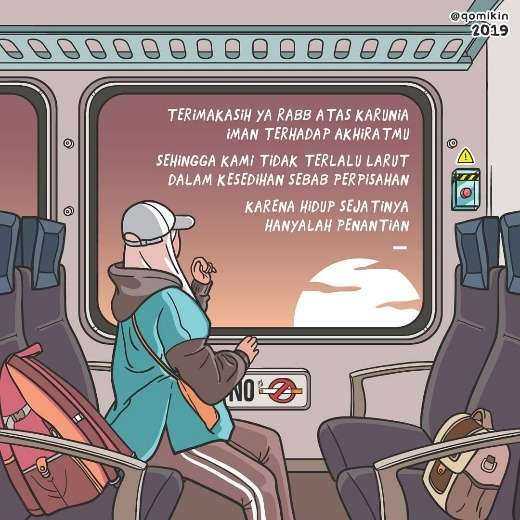 @qomikin
2019
TERIMAKASIH YA RABB ATAS KARUNIA
IMAN TERHADAP AKHIRATMU
SEHINGGA KAMI TIDAK TERLALU LARUT
DALAM KESEDIHAN SEBAB PERPISAHAN
KARENA HIDUP SEJATINYA
HANYALAH PENANTIAN
NO